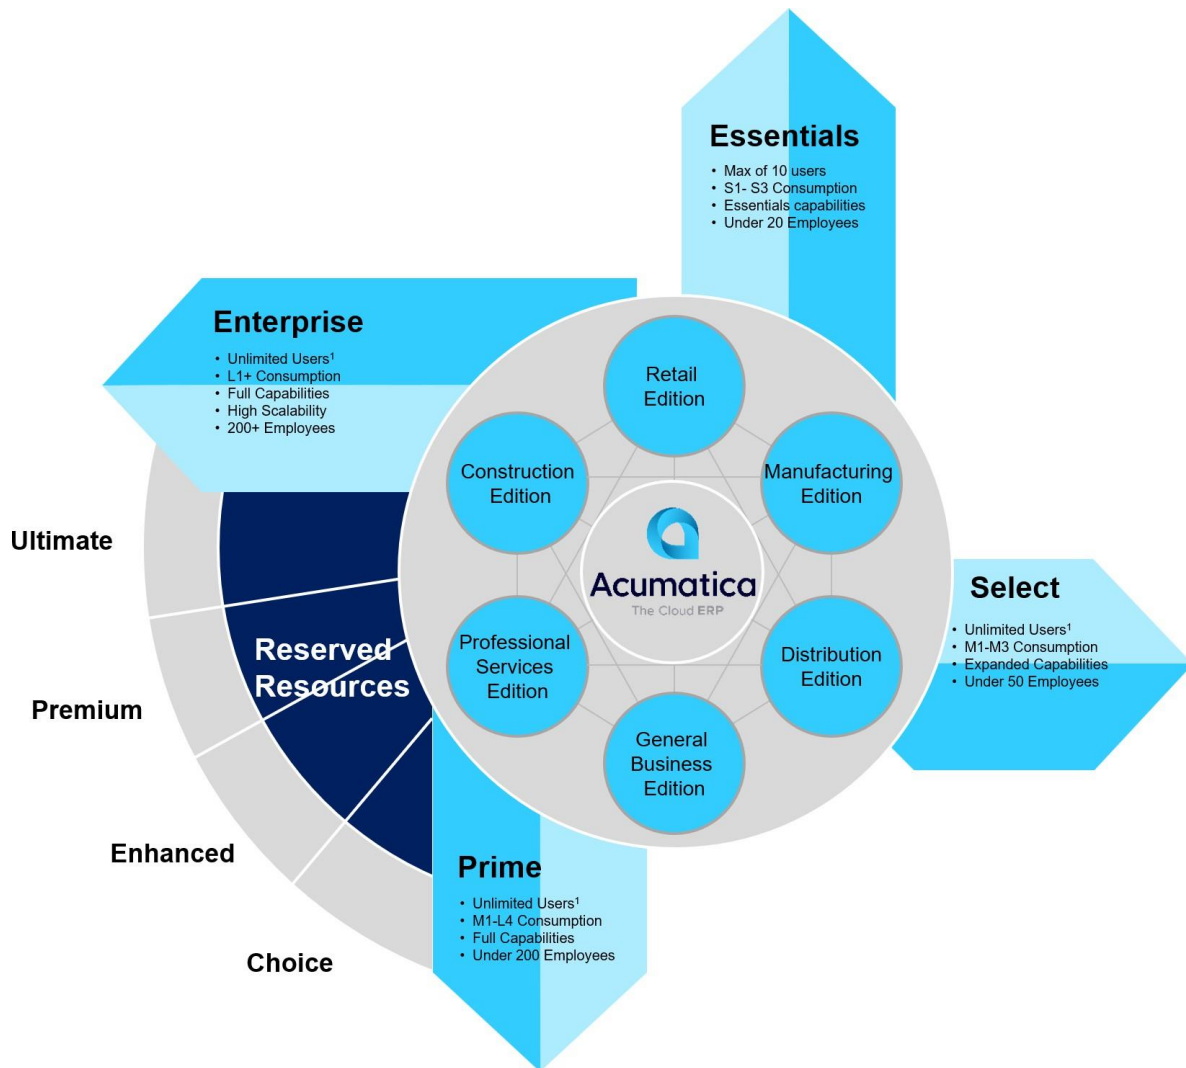 Essentials
• Max of 10 users
• S1- S3 Consumption
• Essentials capabilities
• Under 20 Employees
Enterprise
• Unlimited Users¹
• L1+ Consumption
• Full Capabilities
• High Scalability
• 200+ Employees
Retail
Edition
Construction
Edition
Manufacturing
Edition
Acumatica
The Cloud ERP
Professional
Services
Edition
Distribution
Edition
General
Business
Edition
Select
• Unlimited Users¹
• M1-M3 Consumption
• Expanded Capabilities
• Under 50 Employees
Reserved
Resources
Ultimate
Premium
Enhanced
Choice
Prime
• Unlimited Users¹
• M1-L4 Consumption
• Full Capabilities
• Under 200 Employees